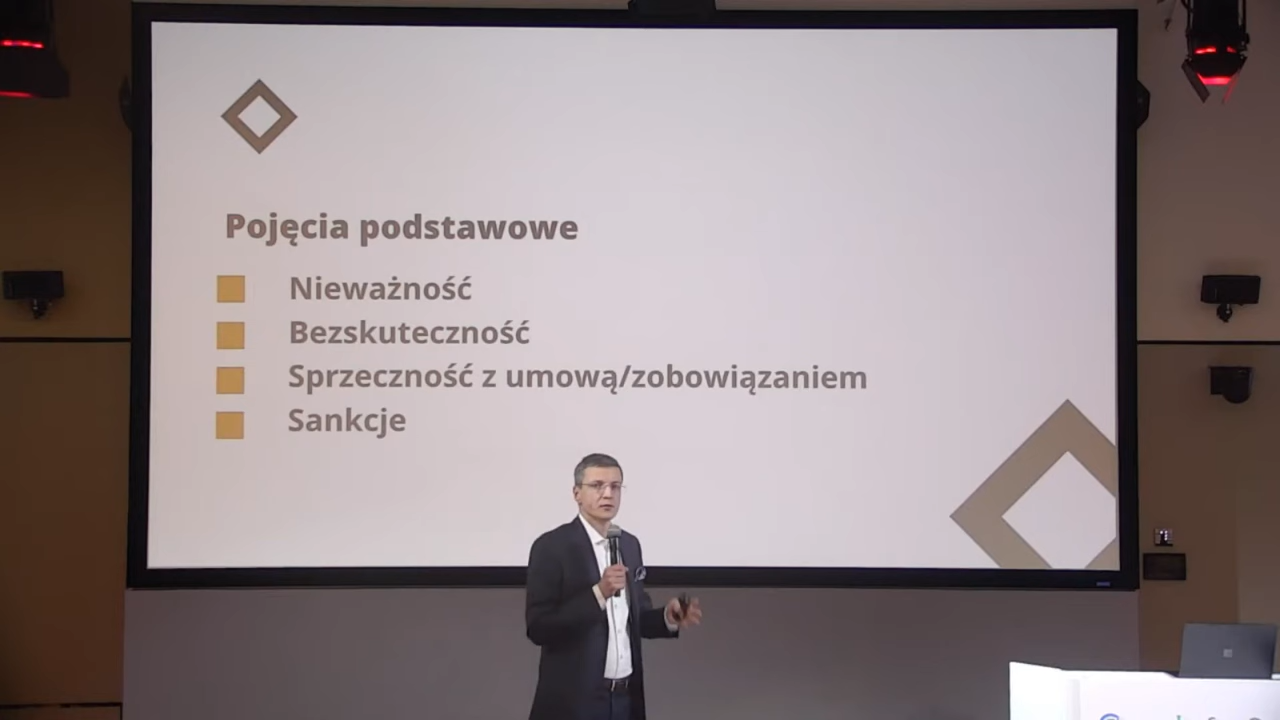 Pojęcia podstawowe
Nieważność
Bezskuteczność
Sprzeczność z umową/zobowiązaniem
Sankcje